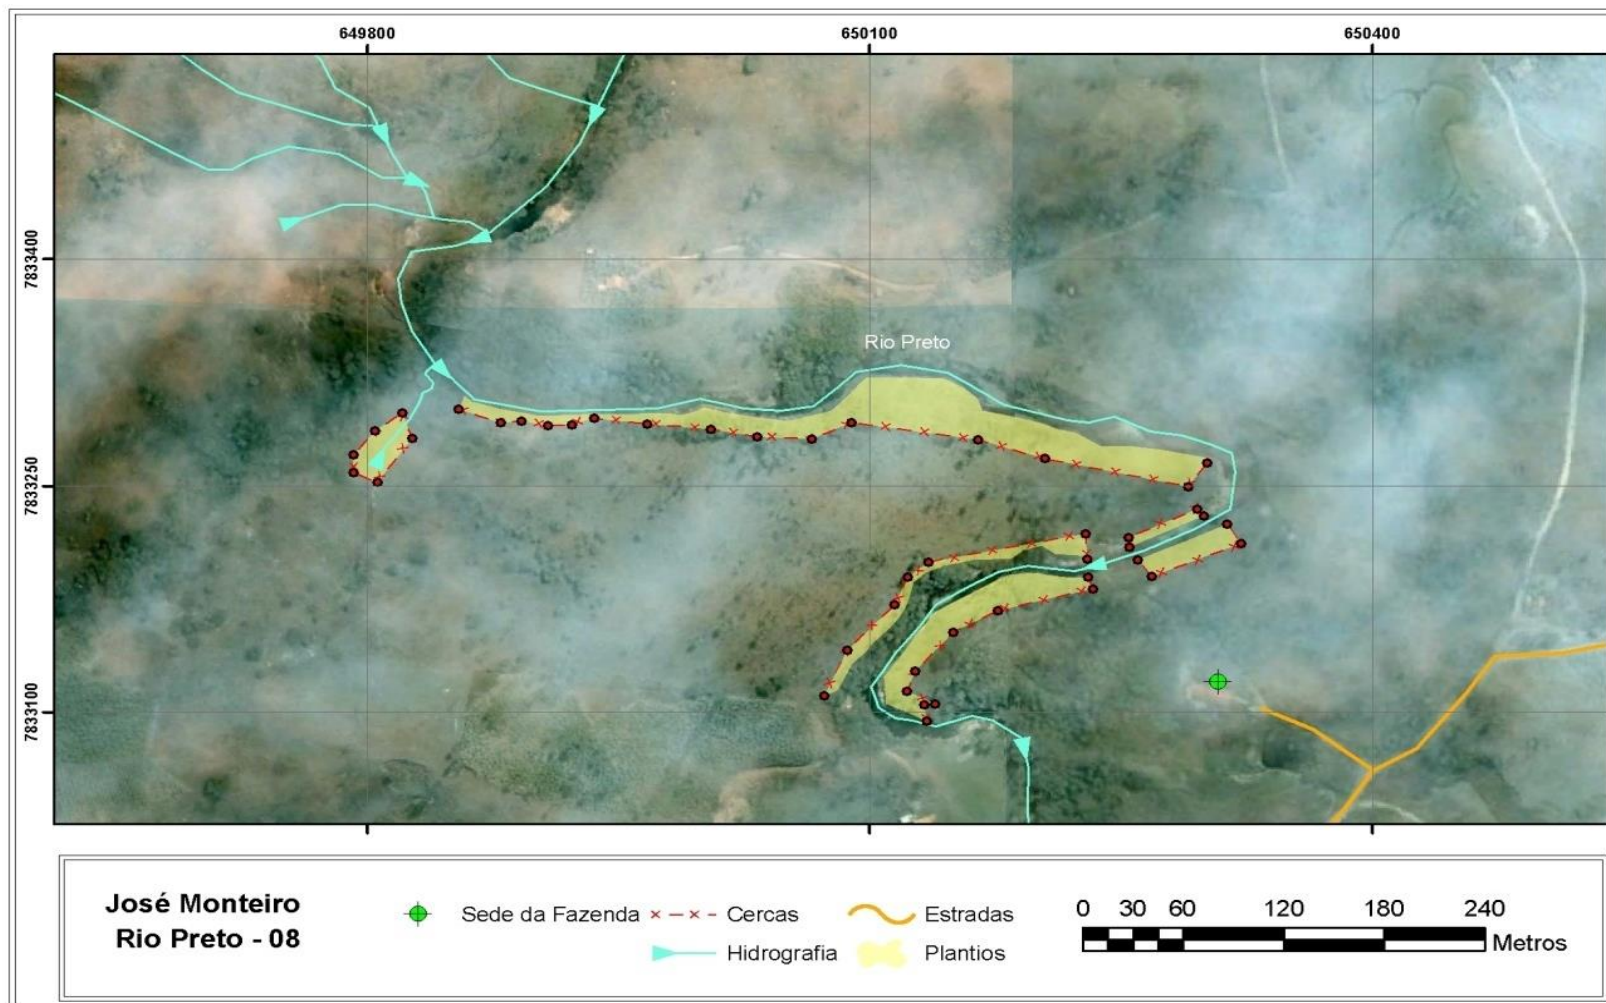 649800 650100 650400
7833400
Rio Preto
7833250
7833100
José Monteiro
Rio Preto - 08
Sede da Fazenda
Cercas
Estradas
Hidrografia
Plantios
0 30 60 120 180 240
Metros